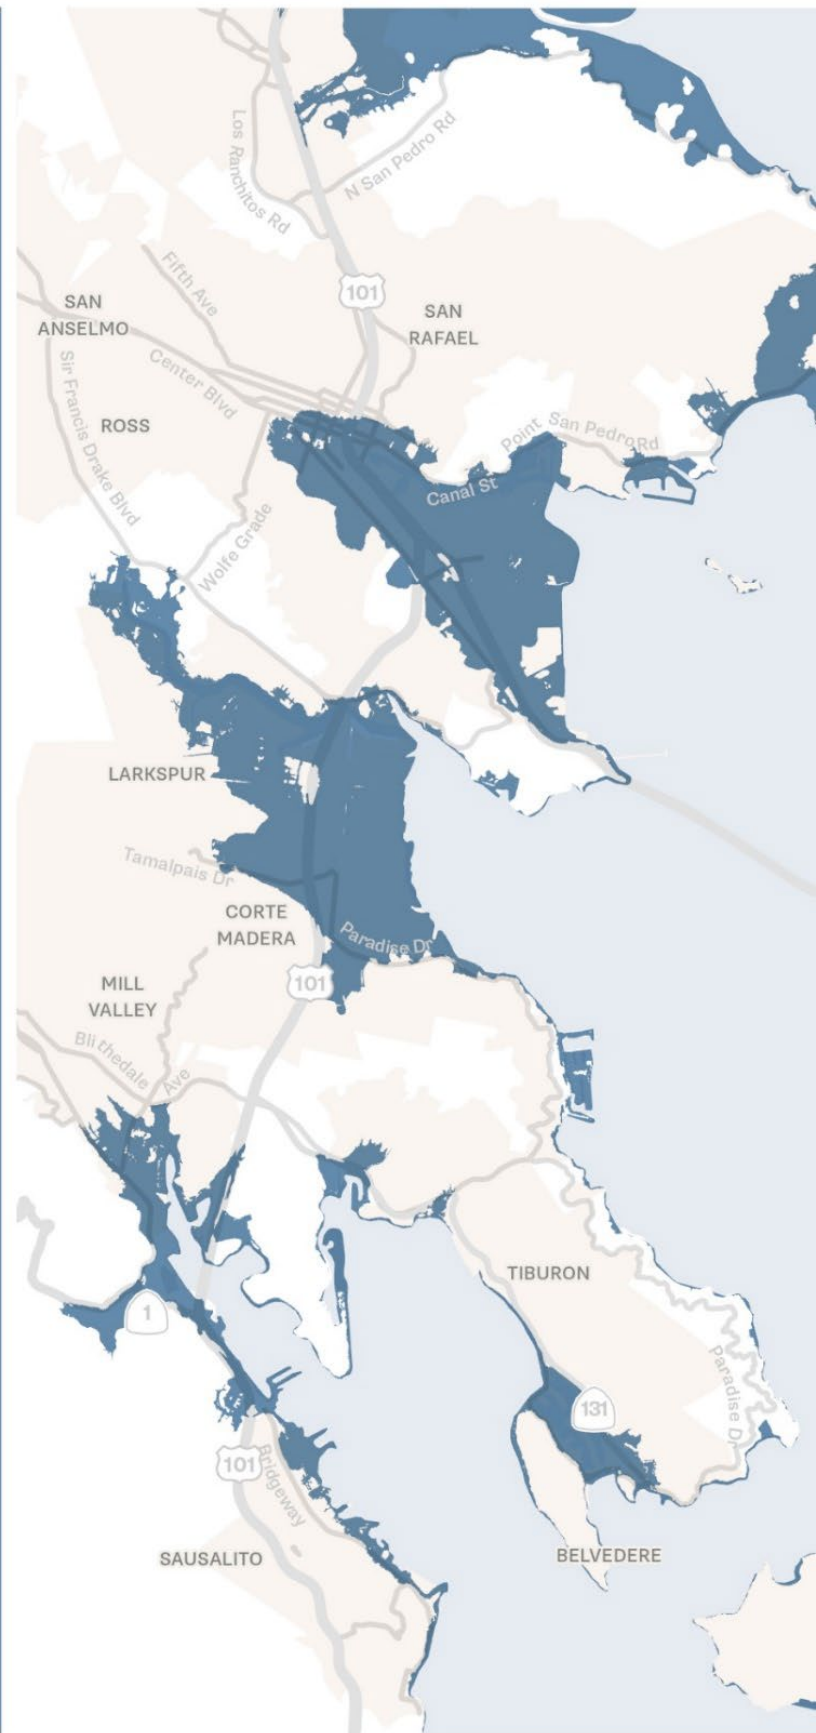 Los Ranchitos Rd
N San Pedro Rd
Fifth Ave
101
SAN
ANSELMO
SAN
RAFAEL
Center Blvd
Sir Francis Drake Blvd
ROSS
Point San Pedro Rd
Canal St
Wolfe Grade
LARKSPUR
Tamalpais Dr
CORTE
MADERA
Paradise Dr
101
MILL
VALLEY
Blithedale Ave
TIBURON
1
Paradise Dr
131
101
Bridgeway
SAUSALITO
BELVEDERE